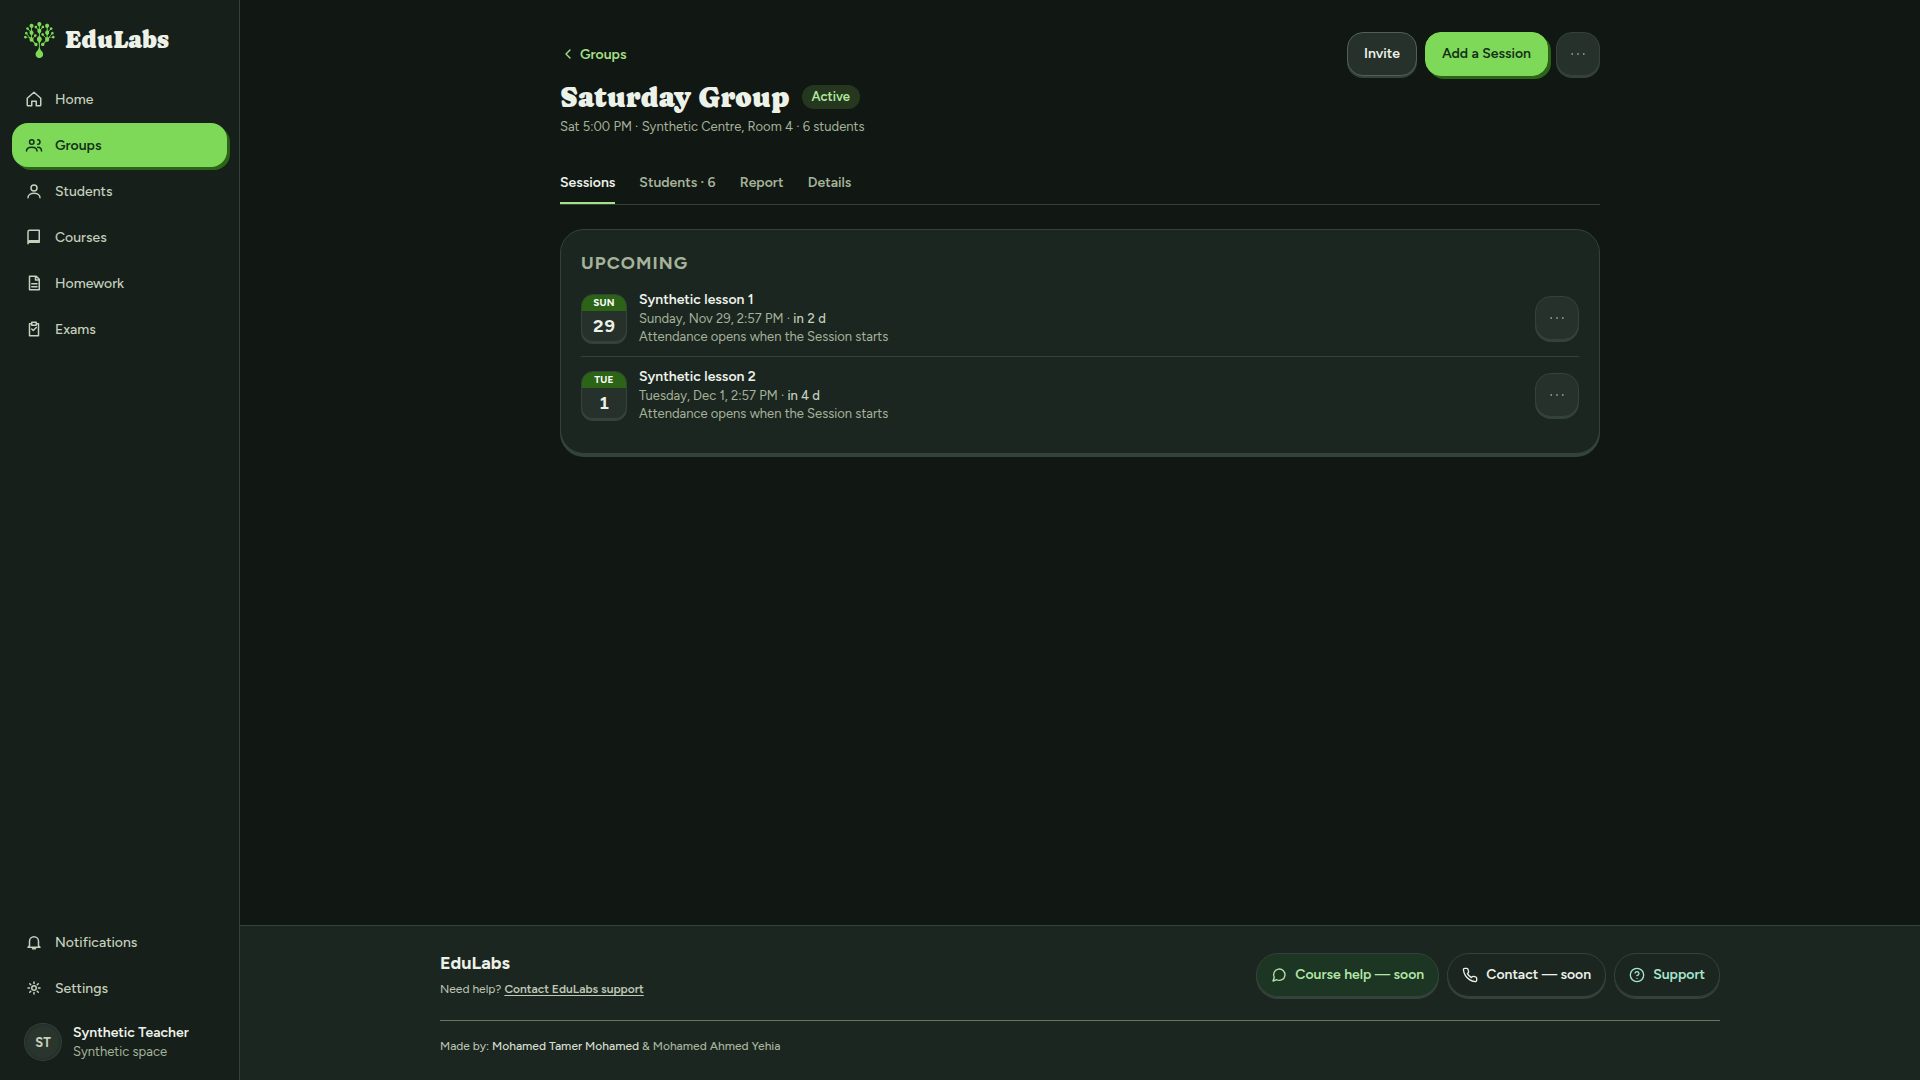 EduLabs
Home
Groups
Students
Courses
Homework
Exams
Notifications
Settings
ST
Synthetic Teacher
Synthetic space
Groups
Invite
Add a Session
...
Saturday Group
Active
Sat 5:00 PM · Synthetic Centre, Room 4 · 6 students
Sessions
Students · 6
Report
Details
UPCOMING
SUN
29
Synthetic lesson 1
Sunday, Nov 29, 2:57 PM · in 2 d
Attendance opens when the Session starts
...
TUE
1
Synthetic lesson 2
Tuesday, Dec 1, 2:57 PM · in 4 d
Attendance opens when the Session starts
...
EduLabs
Need help? Contact EduLabs support
Course help — soon
Contact — soon
Support
Made by: Mohamed Tamer Mohamed & Mohamed Ahmed Yehia